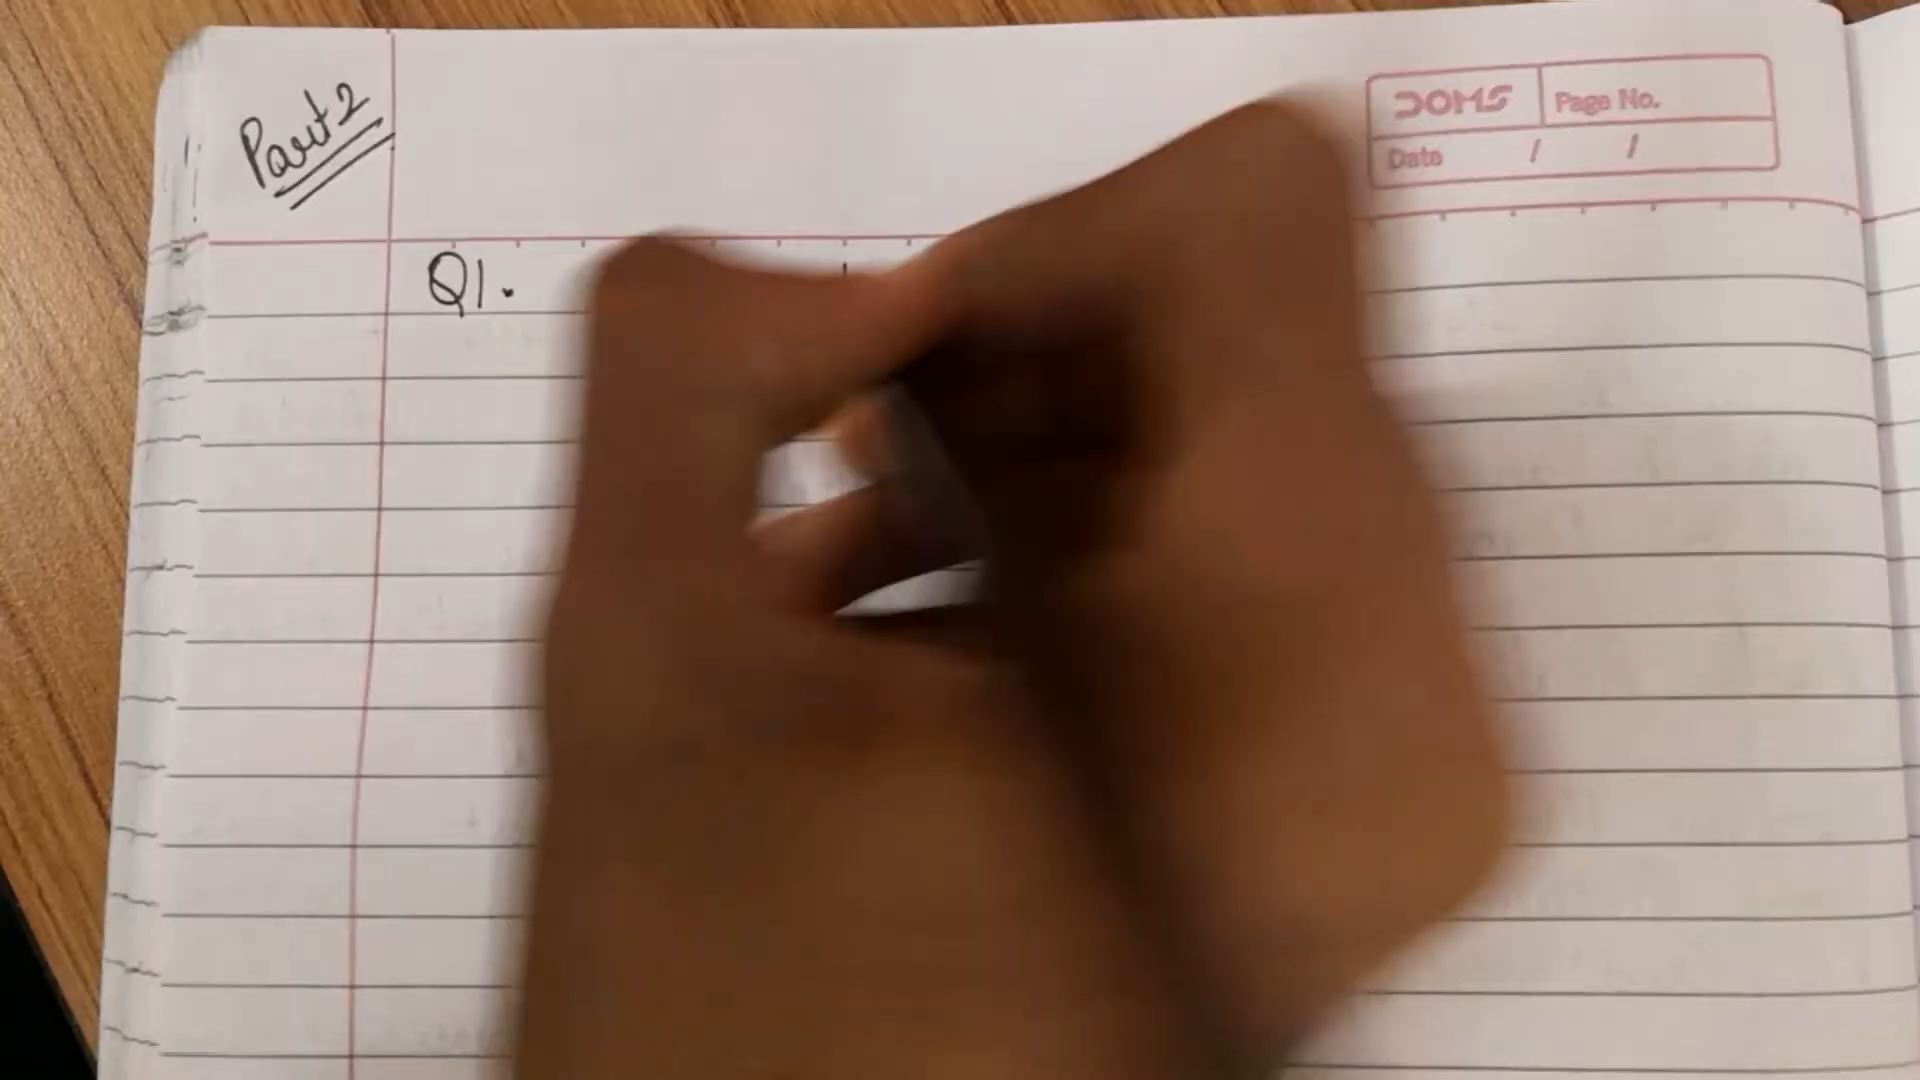 Part 2
DOMS
Page No.
Date / /
Q1.